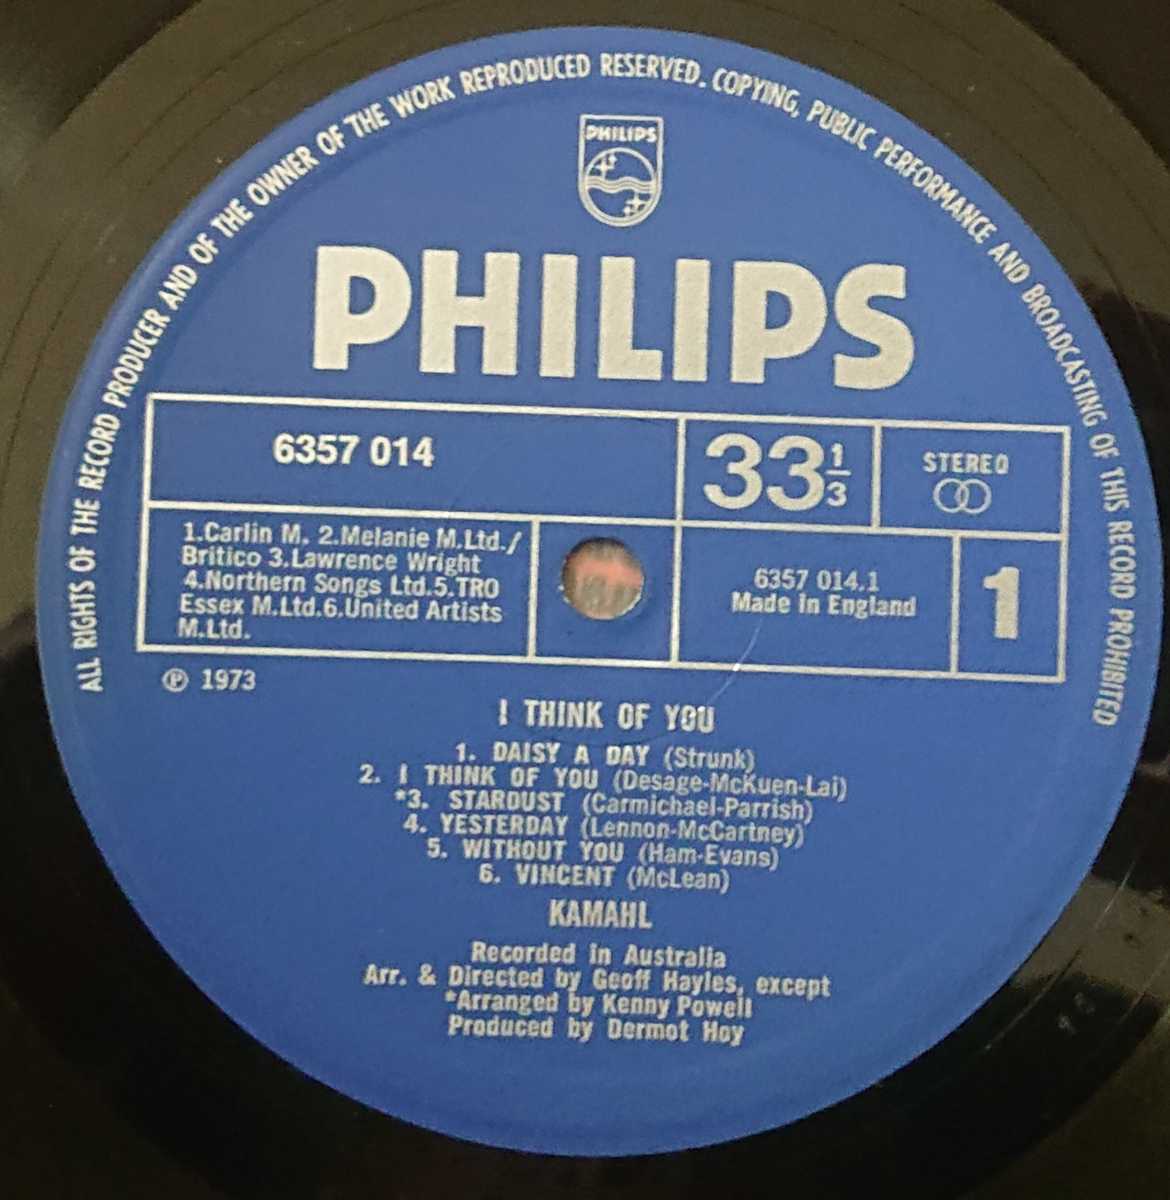 ALL RIGHTS OF THE RECORD PRODUCER AND OF THE OWNER OF THE WORK REPRODUCED RESERVED. COPYING, PUBLIC PERFORMANCE AND BROADCASTING OF THIS RECORD PROHIBITED
PHILIPS
PHILIPS
6357 014
33 1/3
STEREO
1.Carlin M. 2.Melanie M.Ltd./
Britico 3.Lawrence Wright
4.Northern Songs Ltd.5.TRO
Essex M.Ltd.6.United Artists
M.Ltd.
6357 014.1
Made in England
1
℗ 1973
I THINK OF YOU
1. DAISY A DAY (Strunk)
2. I THINK OF YOU (Desage-McKuen-Lai)
*3. STARDUST (Carmichael-Parrish)
4. YESTERDAY (Lennon-McCartney)
5. WITHOUT YOU (Ham-Evans)
6. VINCENT (McLean)
KAMAHL
Recorded in Australia
Arr. & Directed by Geoff Hayles, except
*Arranged by Kenny Powell
Produced by Dermot Hoy